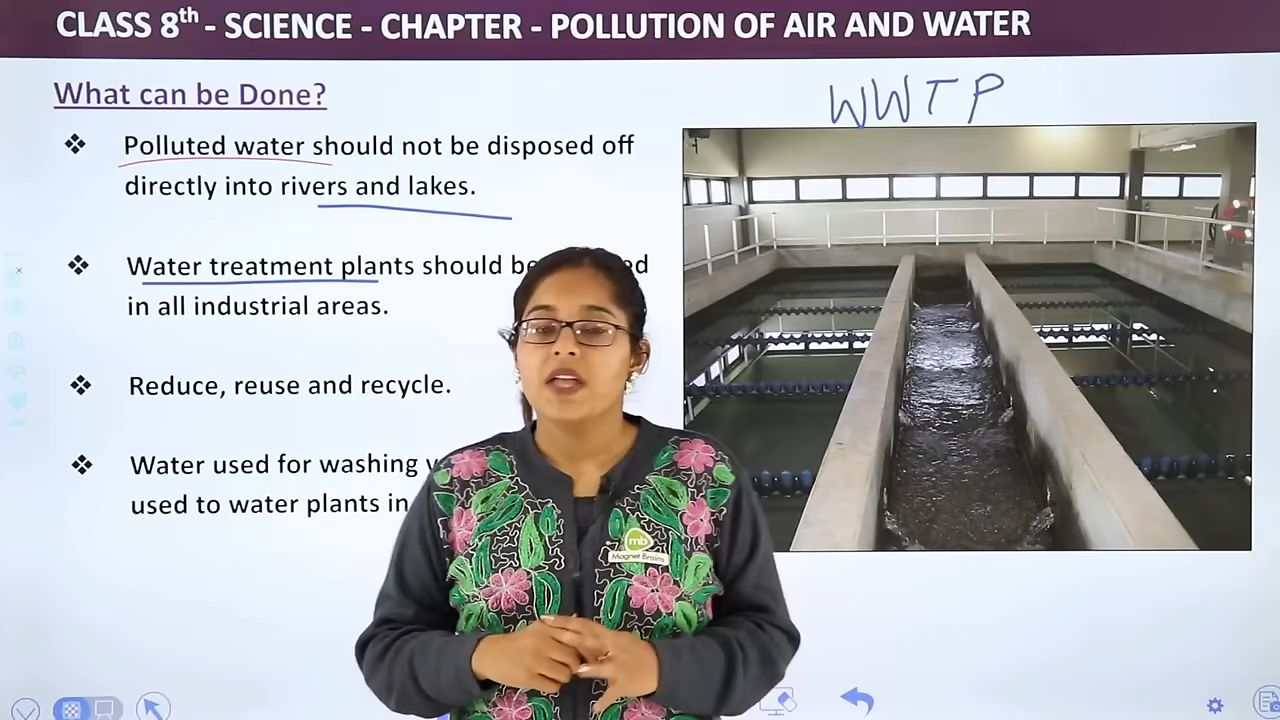 CLASS 8th - SCIENCE - CHAPTER - POLLUTION OF AIR AND WATER
What can be Done?
WWTP
❖ Polluted water should not be disposed off
directly into rivers and lakes.
❖ Water treatment plants should
in all industrial areas.
❖ Reduce, reuse and recycle.
❖ Water used for washing
used to water plants in
mb
Magnet Brains